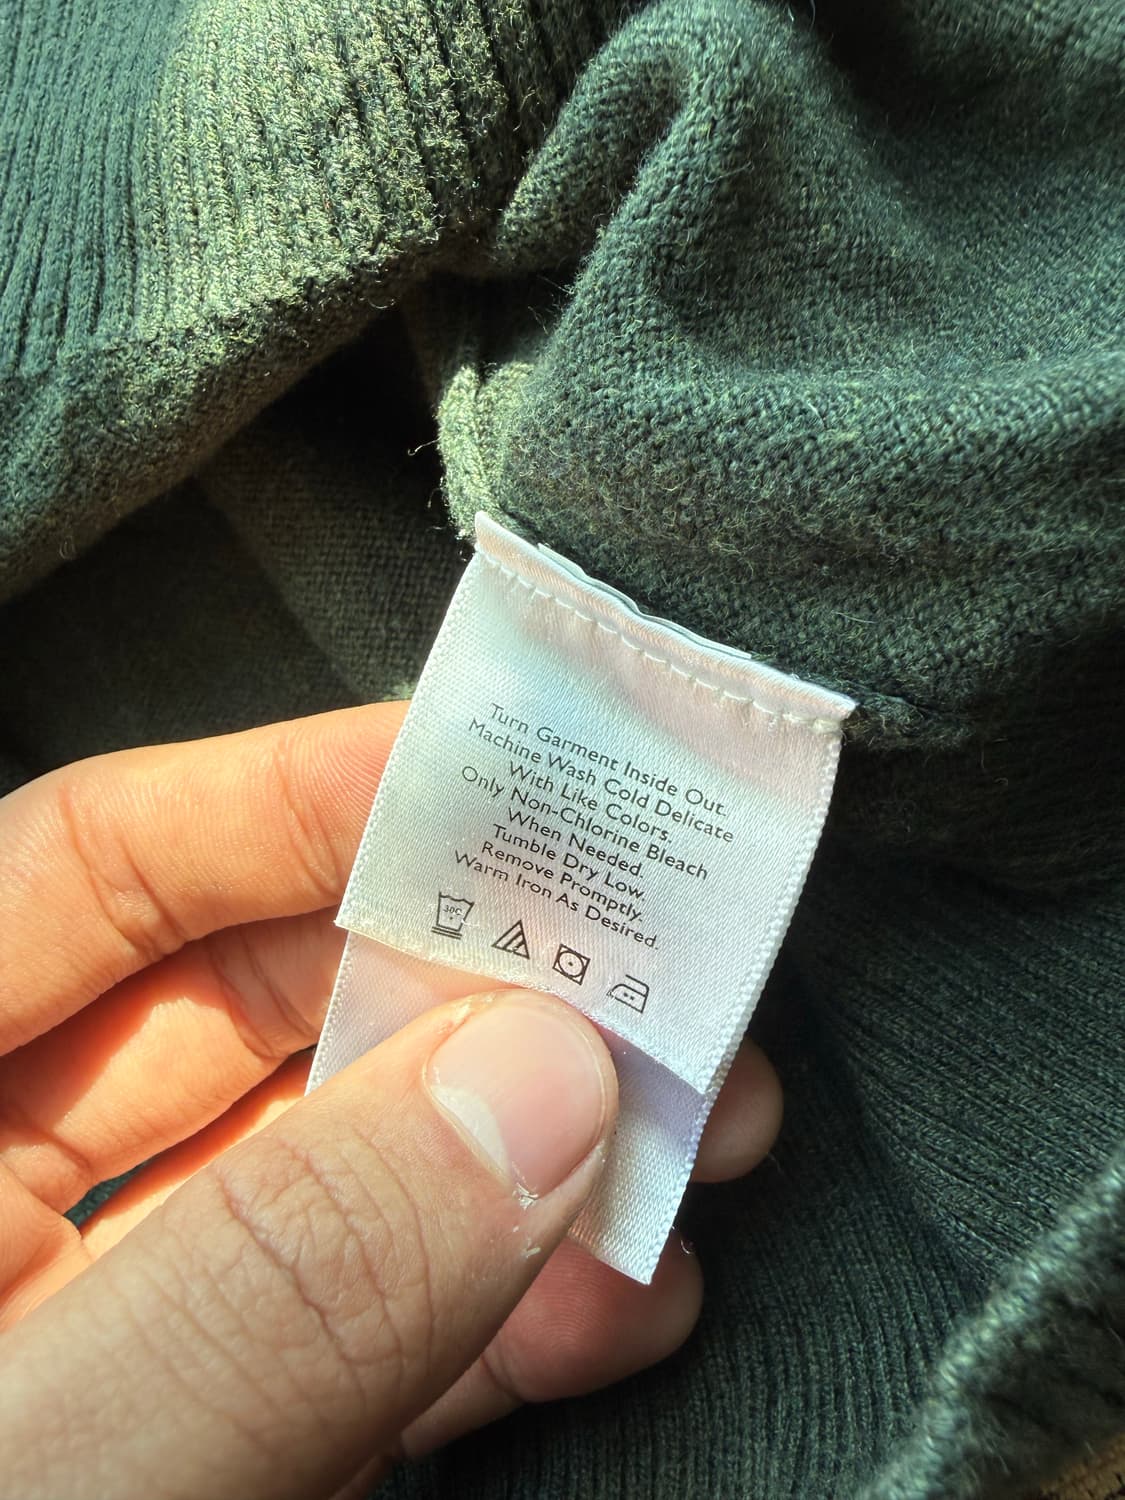 Turn Garment Inside Out.
Machine Wash Cold Delicate
With Like Colors.
Only Non-Chlorine Bleach
When Needed.
Tumble Dry Low.
Remove Promptly.
Warm Iron As Desired.
30C